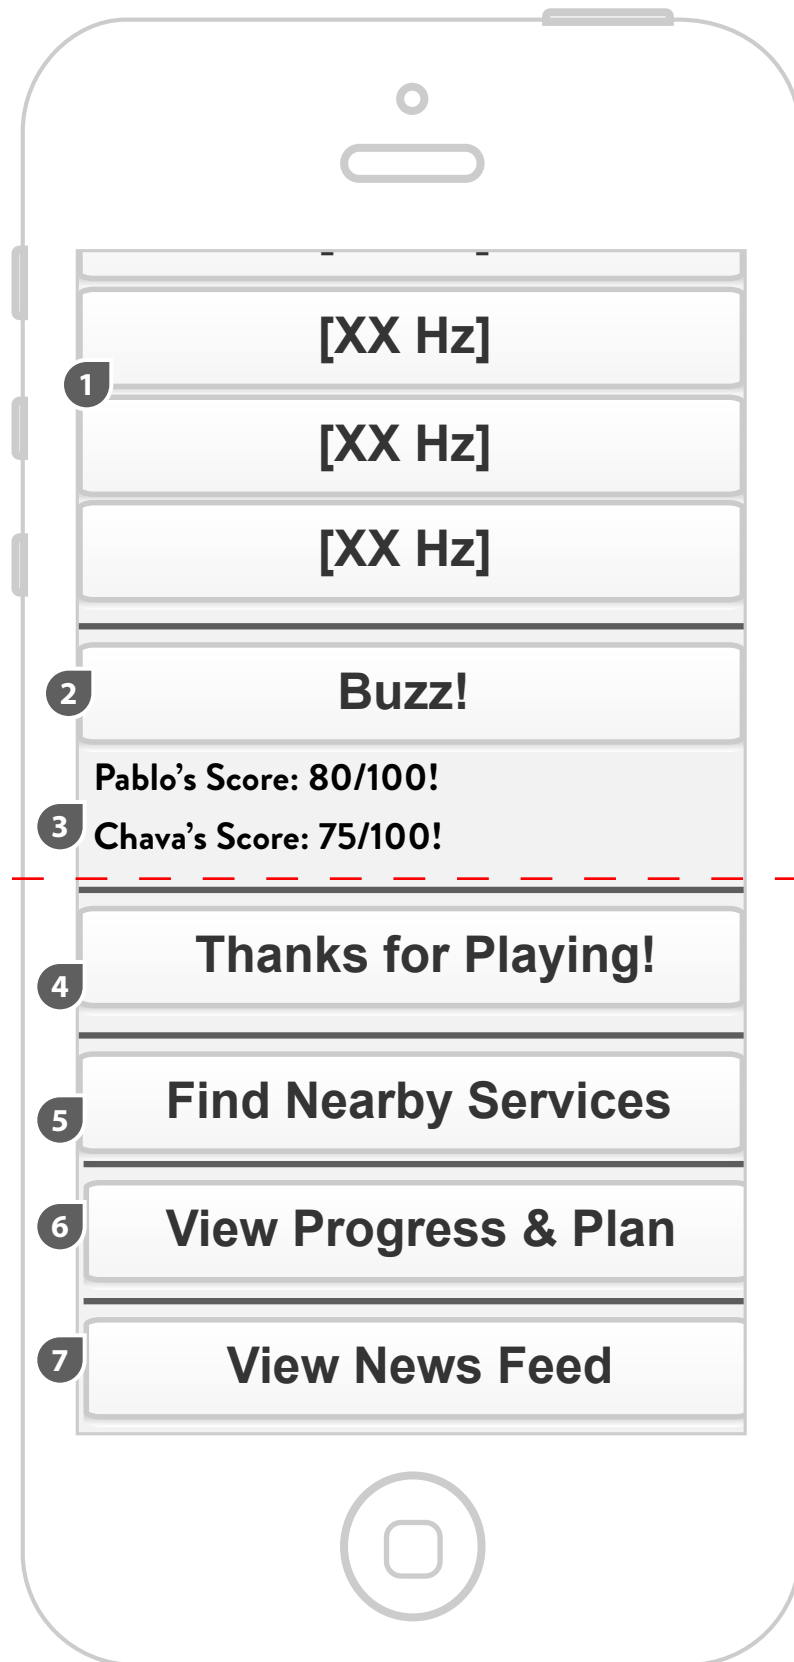 [XX Hz]
1
[XX Hz]
[XX Hz]
2
Buzz!
Pablo's Score: 80/100!
3
Chava's Score: 75/100!
Thanks for Playing!
4
Find Nearby Services
5
6
View Progress & Plan
7
View News Feed